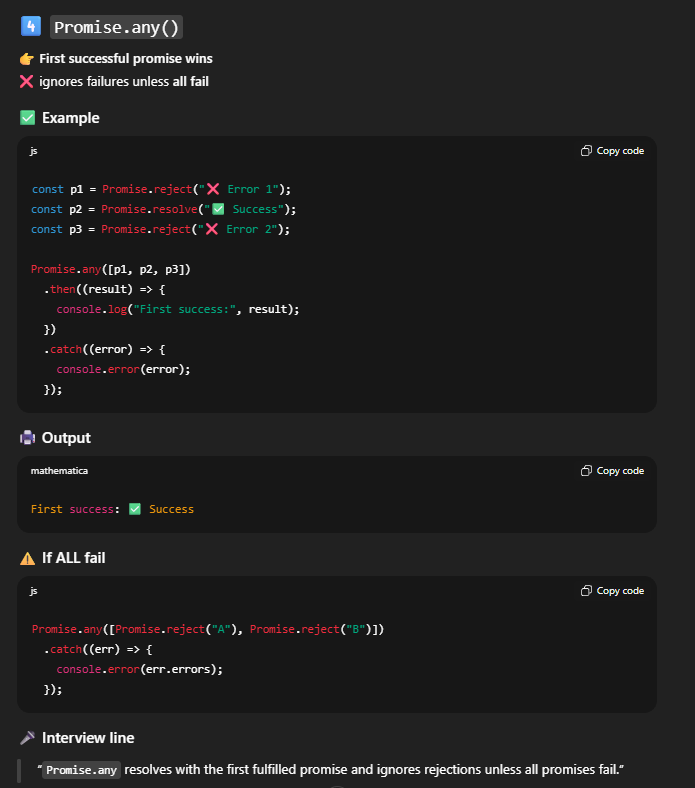 4️⃣ Promise.any()
👉 First successful promise wins
❌ ignores failures unless all fail
✅ Example
js
Copy code
const p1 = Promise.reject("❌ Error 1");
const p2 = Promise.resolve("✅ Success");
const p3 = Promise.reject("❌ Error 2");
Promise.any([p1, p2, p3])
  .then((result) => {
    console.log("First success:", result);
  })
  .catch((error) => {
    console.error(error);
  });
🖨️ Output
mathematica
Copy code
First success: ✅ Success
⚠️ If ALL fail
js
Copy code
Promise.any([Promise.reject("A"), Promise.reject("B")])
  .catch((err) => {
    console.error(err.errors);
  });
🎤 Interview line
“Promise.any resolves with the first fulfilled promise and ignores rejections unless all promises fail.”